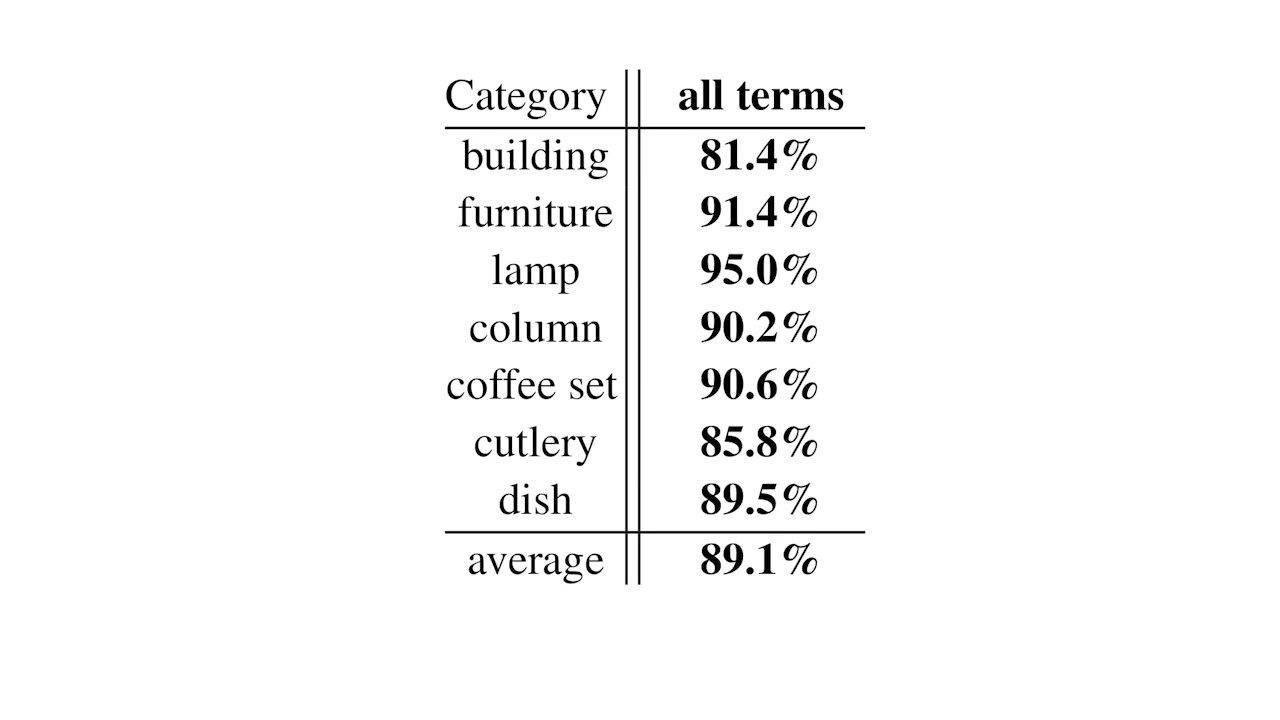 Category all terms
building 81.4%
furniture 91.4%
lamp 95.0%
column 90.2%
coffee set 90.6%
cutlery 85.8%
dish 89.5%
average 89.1%